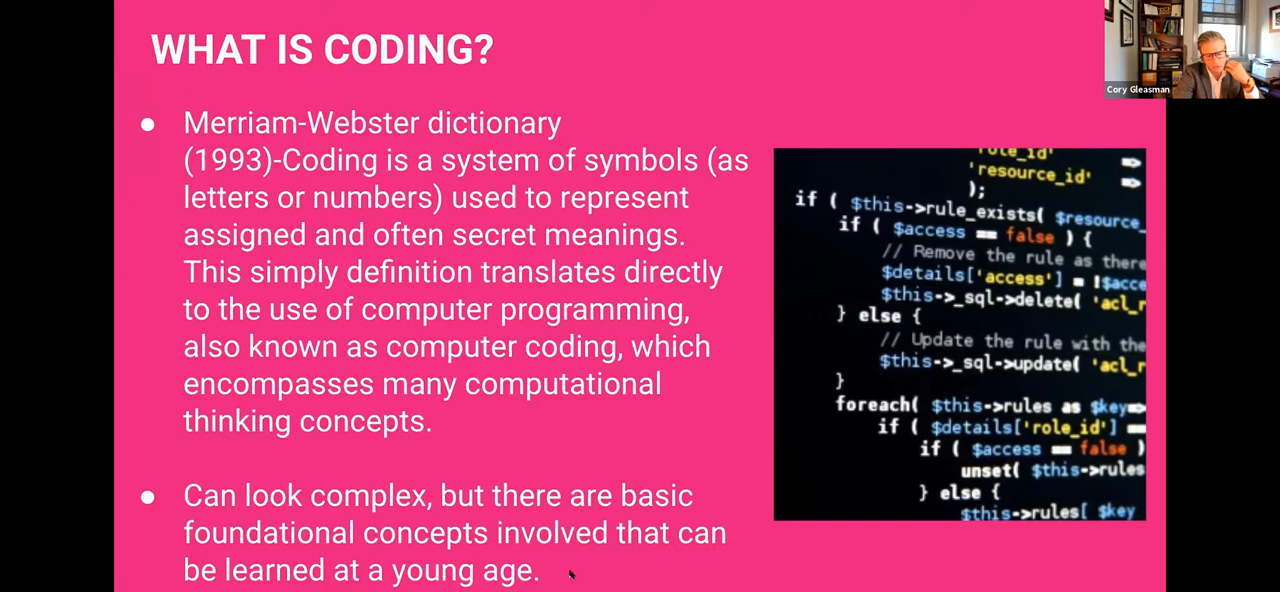 WHAT IS CODING?
Cory Gleasman
● Merriam-Webster dictionary
(1993)-Coding is a system of symbols (as
letters or numbers) used to represent
assigned and often secret meanings.
This simply definition translates directly
to the use of computer programming,
also known as computer coding, which
encompasses many computational
thinking concepts.
● Can look complex, but there are basic
foundational concepts involved that can
be learned at a young age.
'role_id'
'resource_id'
);
if ( $this->rule_exists( $resource_
if ( $access == false ) {
// Remove the rule as there
$details['access'] = !$acce
$this->_sql->delete( 'acl_r
} else {
// Update the rule with the
$this->_sql->update( 'acl_r
}
foreach( $this->rules as $key=>
if ( $details['role_id'] ==
if ( $access == false )
unset( $this->rules
} else {
$this->rules[ $key